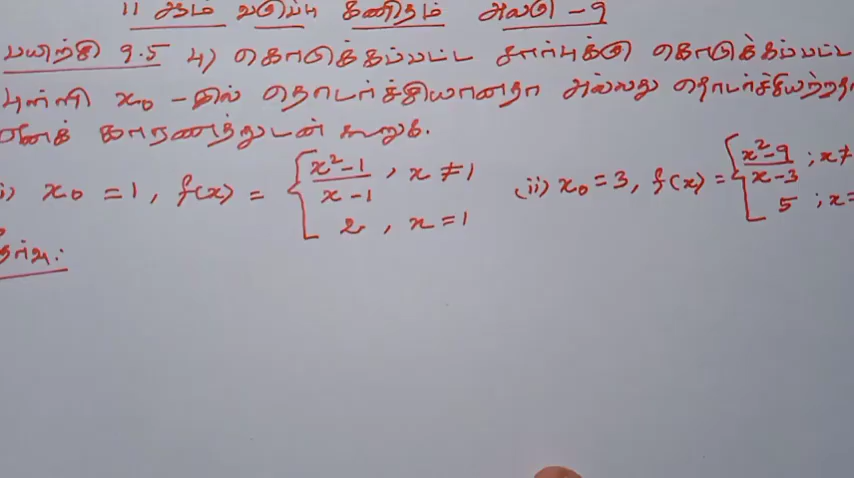 11 ஆம் வகுப்பு கணிதம் அலகு - 9
பயிற்சி 9.5 4) கொடுக்கப்பட்ட சார்புக்கு கொடுக்கப்பட்ட
புள்ளி x₀ - இல் தொடர்ச்சியானதா அல்லது தொடர்ச்சியற்றதா
எனக் காரணத்துடன் கூறுக.
i) x₀ = 1, f(x) = { (x² - 1)/(x - 1) , x ≠ 1
2 , x = 1
(ii) x₀ = 3, f(x) = { (x² - 9)/(x - 3) ; x ≠
5 ; x =
தீர்வு: